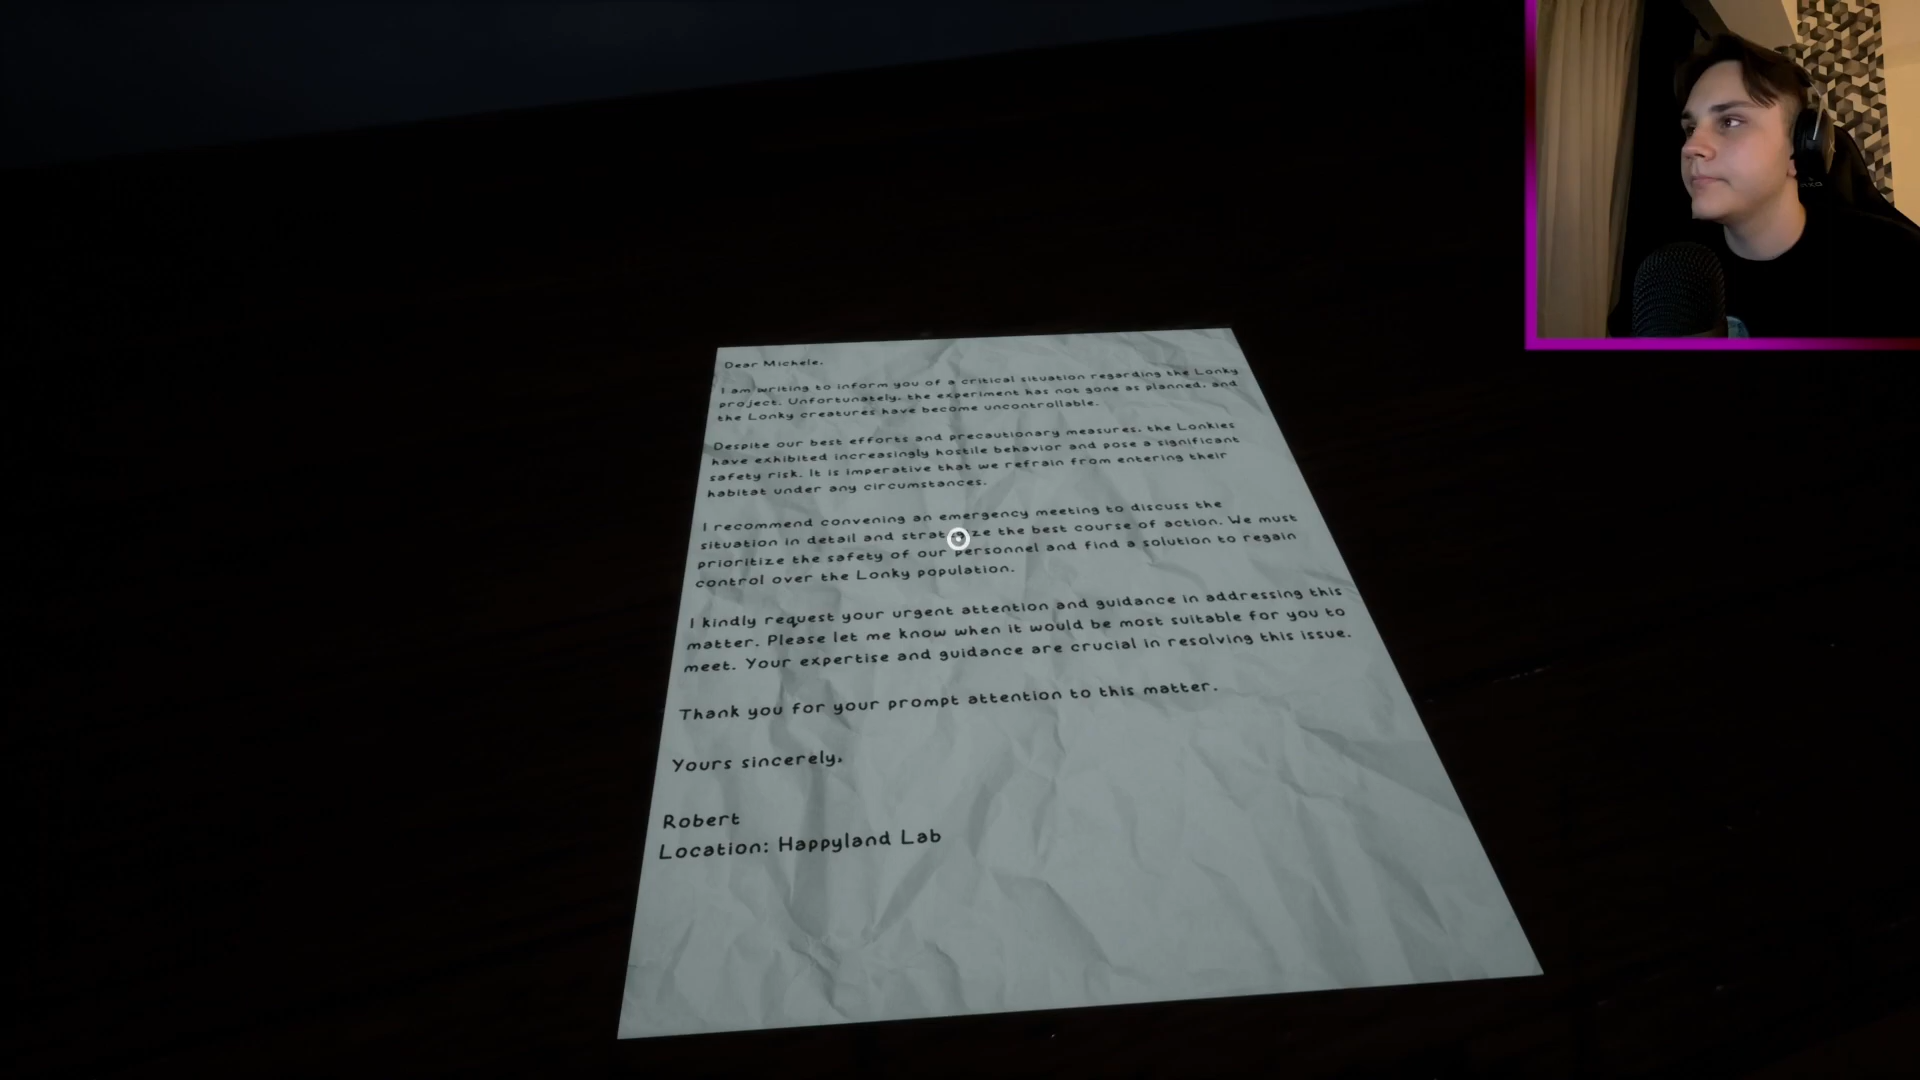 Dear Michele,
I am writing to inform you of a critical situation regarding the Lonky
project. Unfortunately, the experiment has not gone as planned, and
the Lonky creatures have become uncontrollable.
Despite our best efforts and precautionary measures, the Lonkies
have exhibited increasingly hostile behavior and pose a significant
safety risk. It is imperative that we refrain from entering their
habitat under any circumstances.
I recommend convening an emergency meeting to discuss the
situation in detail and strategize the best course of action. We must
prioritize the safety of our personnel and find a solution to regain
control over the Lonky population.
I kindly request your urgent attention and guidance in addressing this
matter. Please let me know when it would be most suitable for you to
meet. Your expertise and guidance are crucial in resolving this issue.
Thank you for your prompt attention to this matter.
Yours sincerely,
Robert
Location: Happyland Lab